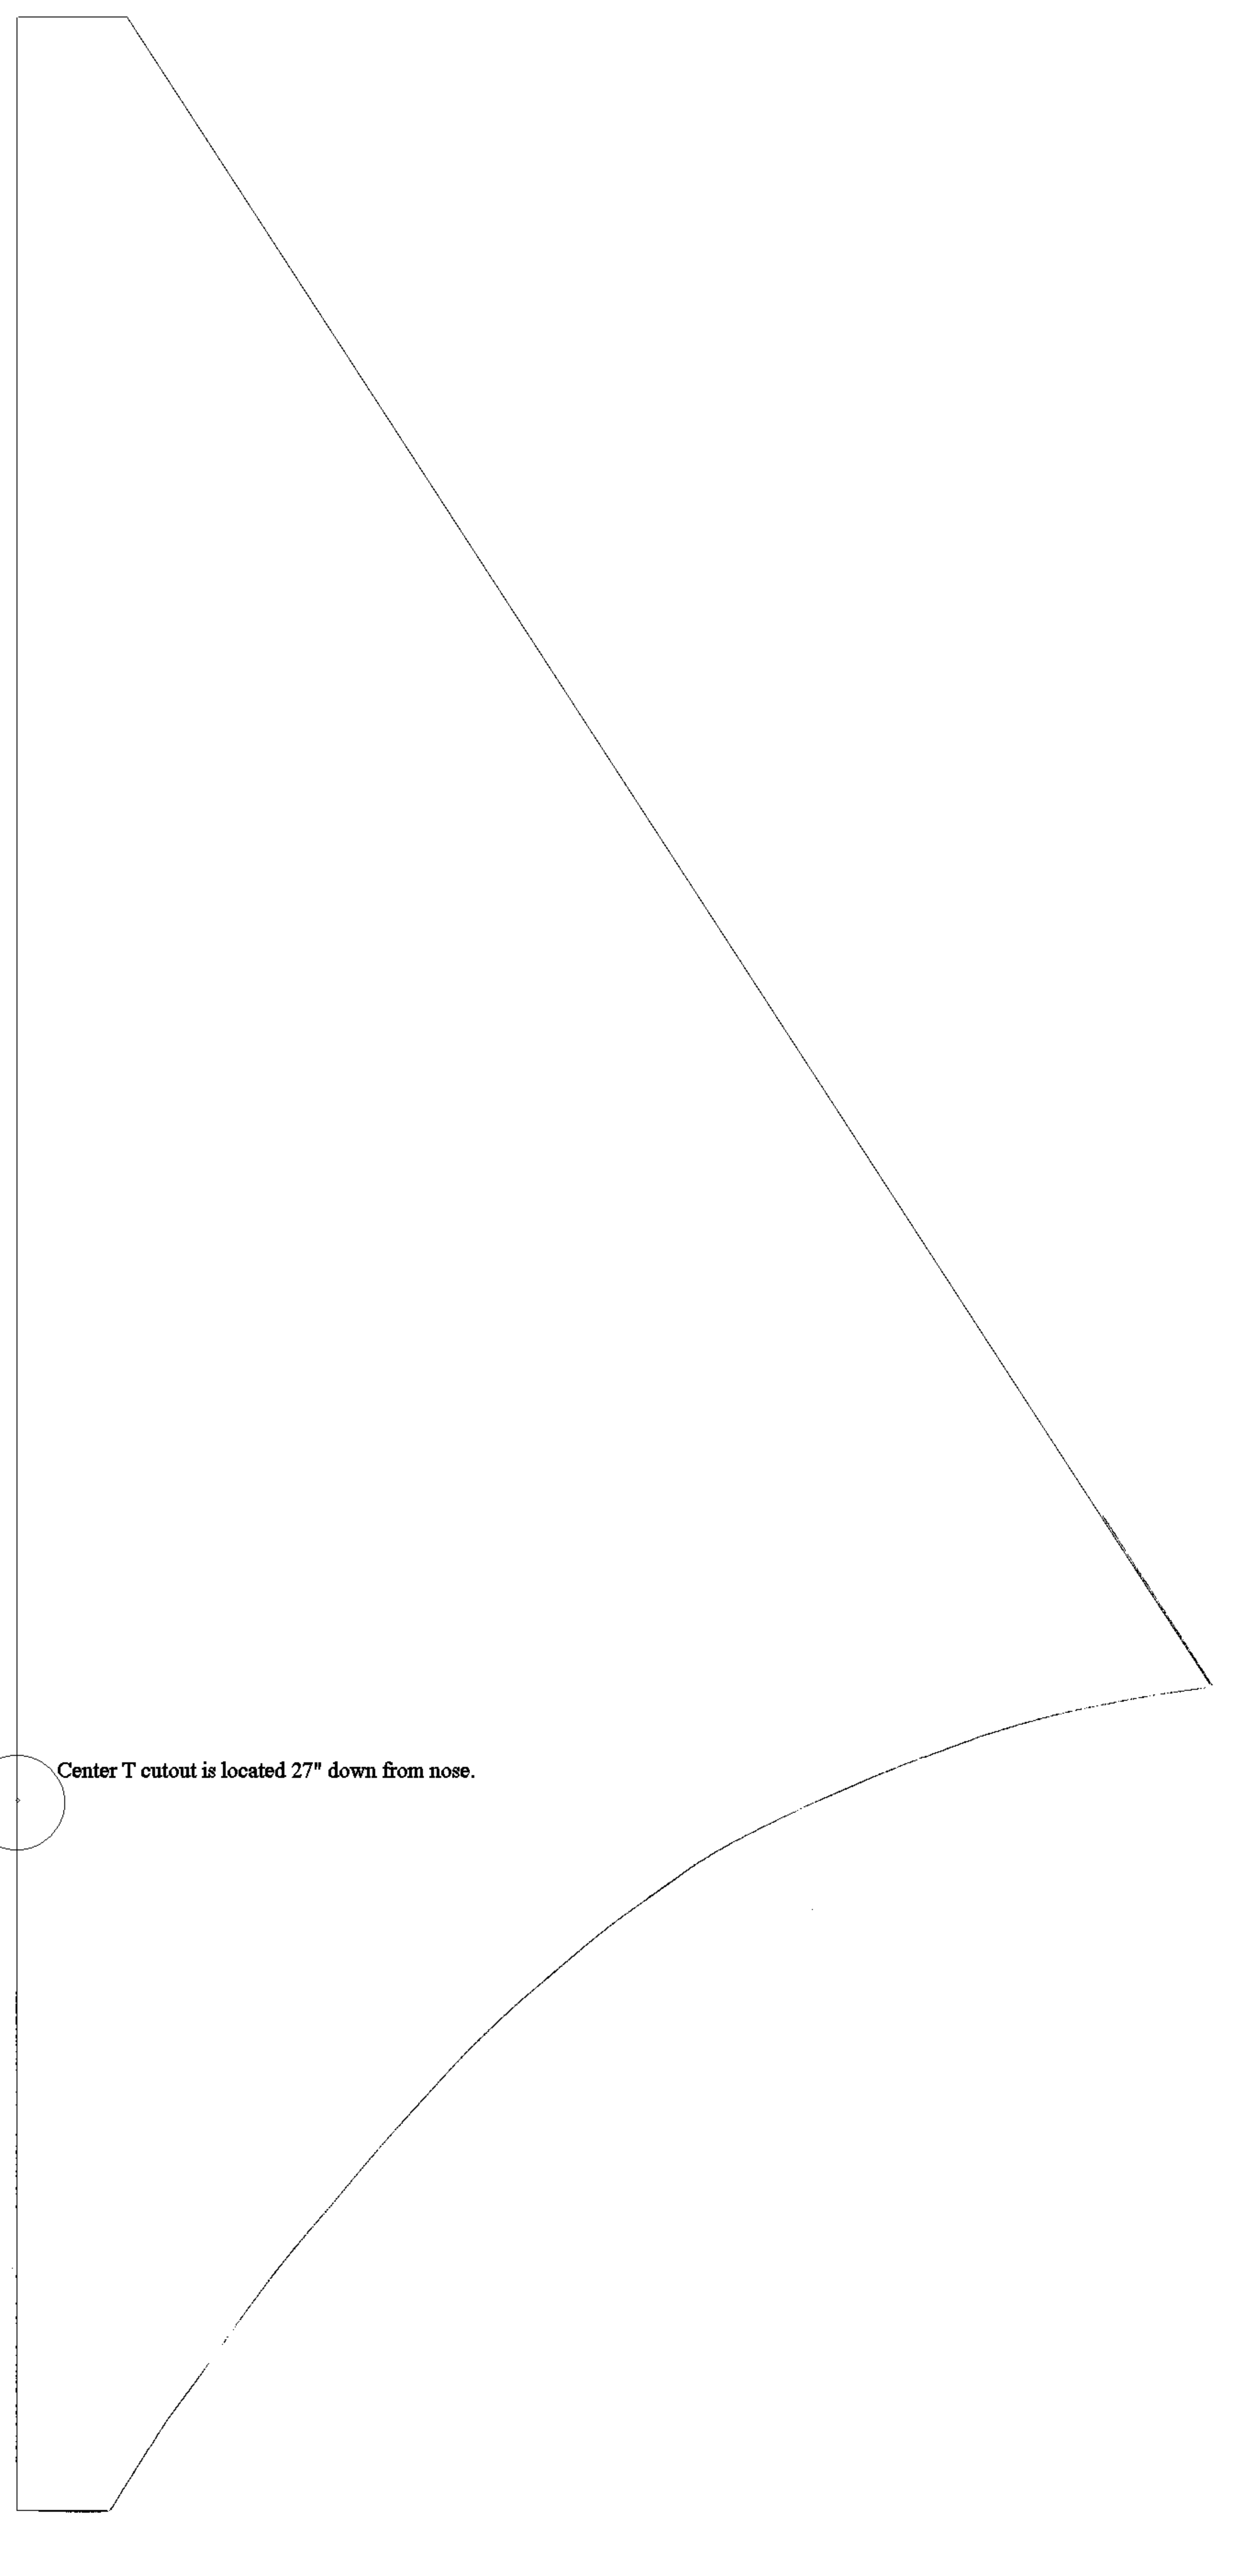 Center T cutout is located 27" down from nose.